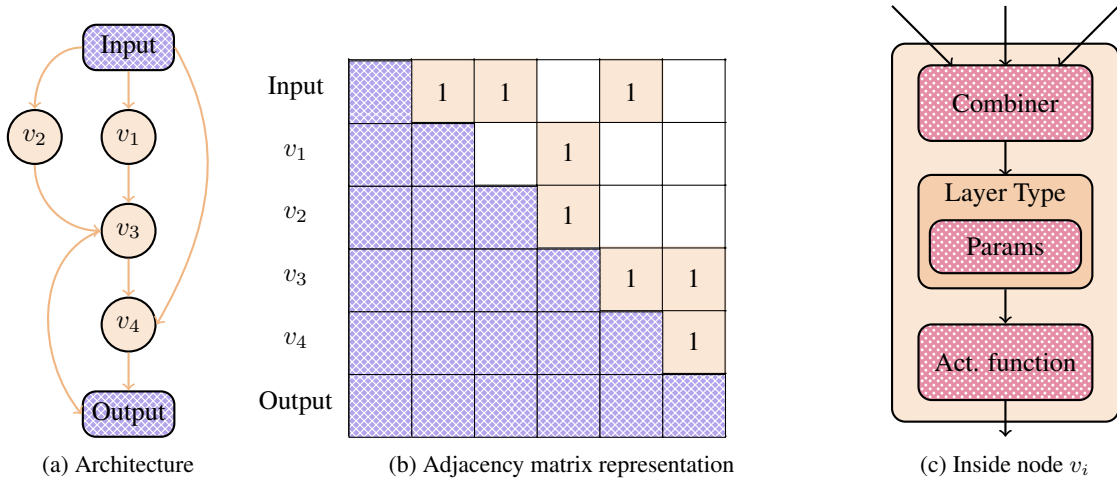 Input
v₂
v₁
v₃
v₄
Output
(a) Architecture
Input 1 1 1
v₁ 1
v₂ 1
v₃ 1 1
v₄ 1
Output
(b) Adjacency matrix representation
Combiner
Layer Type
Params
Act. function
(c) Inside node vᵢ